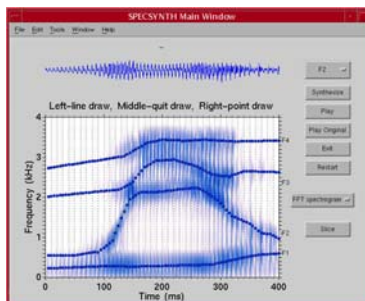 SPECSYNTH Main Window
File Edit Tools Window Help
F2
Synthesize
Play
Play Original
Exit
Restart
FFT spectrogram
Slice
Left-line draw, Middle-quit draw, Right-point draw
4
3
2
1
0
Frequency (kHz)
F4
F3
F2
F1
0 100 200 300 400
Time (ms)